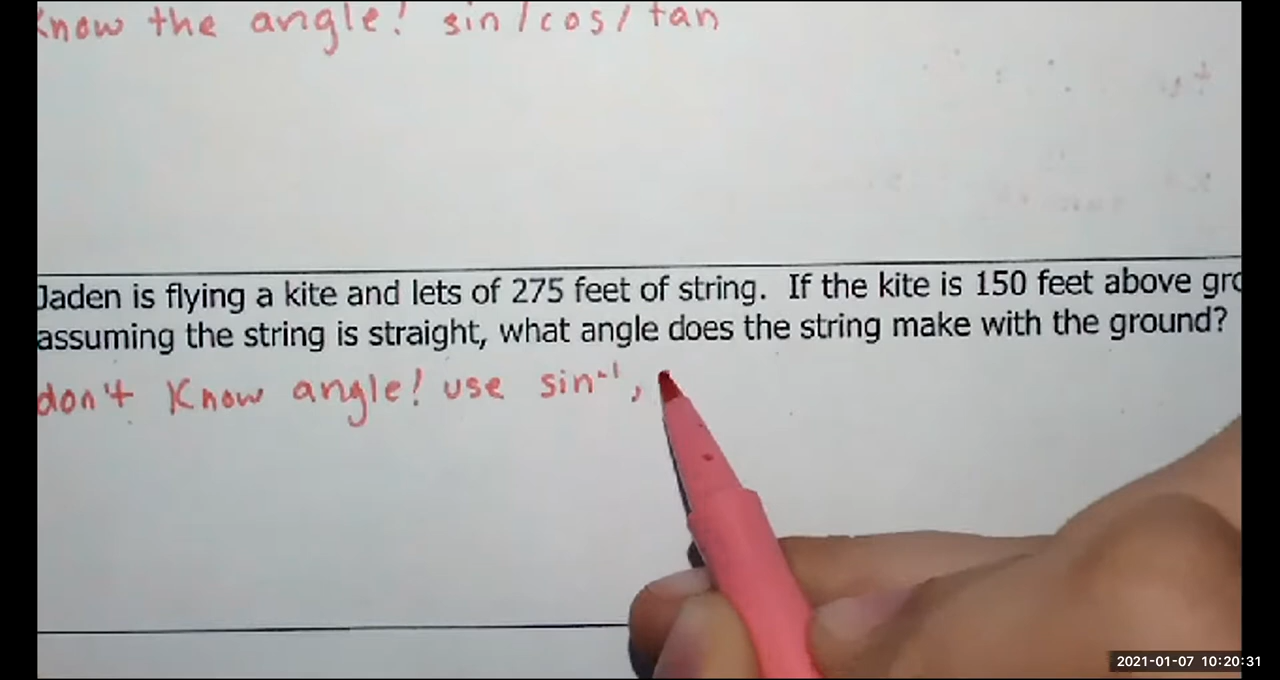 know the angle! sin/cos/tan
Jaden is flying a kite and lets of 275 feet of string. If the kite is 150 feet above gro
assuming the string is straight, what angle does the string make with the ground?
don't know angle! use sin⁻¹,
2021-01-07 10:20:31